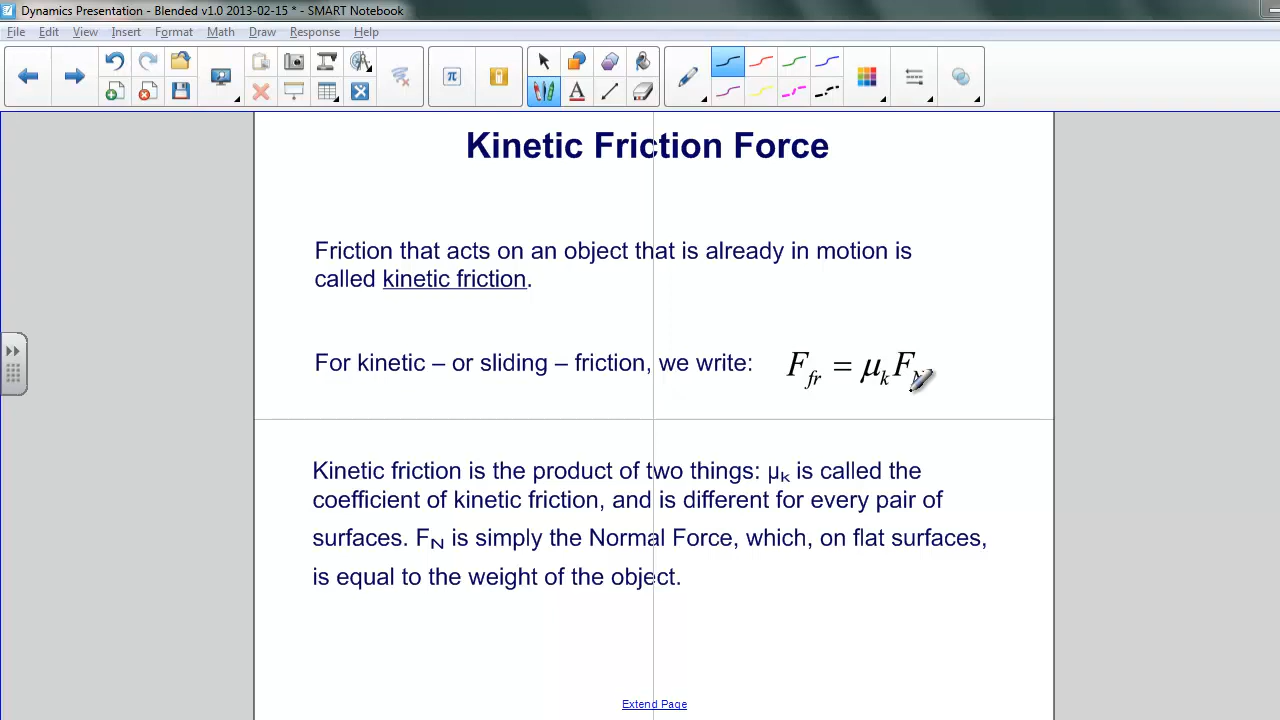 Dynamics Presentation - Blended v1.0 2013-02-15 * - SMART Notebook
File Edit View Insert Format Math Draw Response Help
π A
Kinetic Friction Force
Friction that acts on an object that is already in motion is
called kinetic friction.
For kinetic – or sliding – friction, we write: F_fr = μ_k F_N
Kinetic friction is the product of two things: μₖ is called the
coefficient of kinetic friction, and is different for every pair of
surfaces. F_N is simply the Normal Force, which, on flat surfaces,
is equal to the weight of the object.
Extend Page